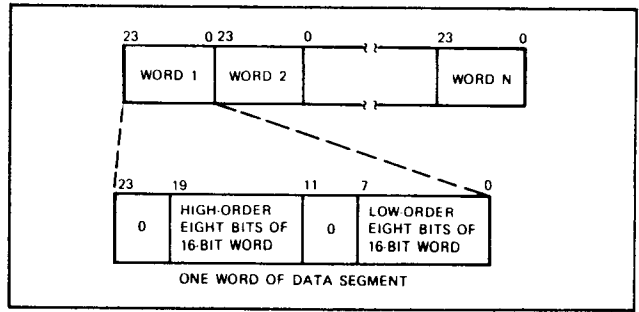 23 0 23 0 23 0
WORD 1 WORD 2 WORD N
23 19 11 7 0
0 HIGH-ORDER EIGHT BITS OF 16-BIT WORD 0 LOW-ORDER EIGHT BITS OF 16-BIT WORD
ONE WORD OF DATA SEGMENT